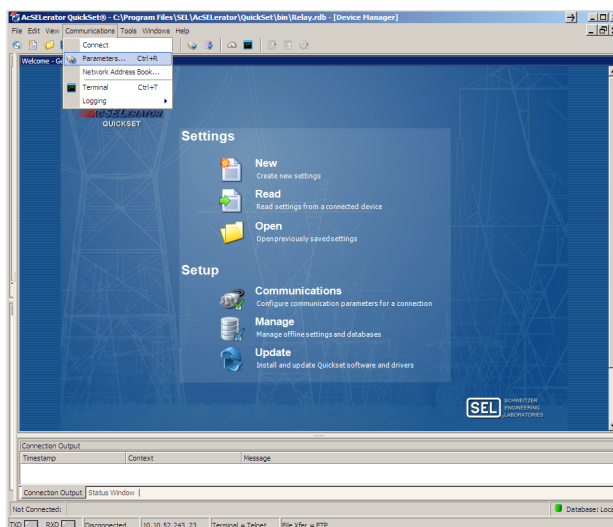 AcSELerator QuickSet® - C:\Program Files\SEL\AcSELerator\QuickSet\bin\Relay.rdb - [Device Manager]
File Edit View Communications Tools Windows Help
Connect
Welcome - Ge
Parameters... Ctrl+R
Network Address Book...
Terminal Ctrl+T
Logging
ACSELERATOR
QUICKSET
Settings
New
Create new settings
Read
Read settings from a connected device
Open
Open previously saved settings
Setup
Communications
Configure communication parameters for a connection
Manage
Manage offline settings and databases
Update
Install and update Quickset software and drivers
SEL SCHWEITZER
ENGINEERING
LABORATORIES
Connection Output
Timestamp Context Message
Connection Output Status Window
Not Connected: Database: Loca
TXD RXD Disconnected 10.10.52.243 23 Terminal = Telnet File Xfer = FTP